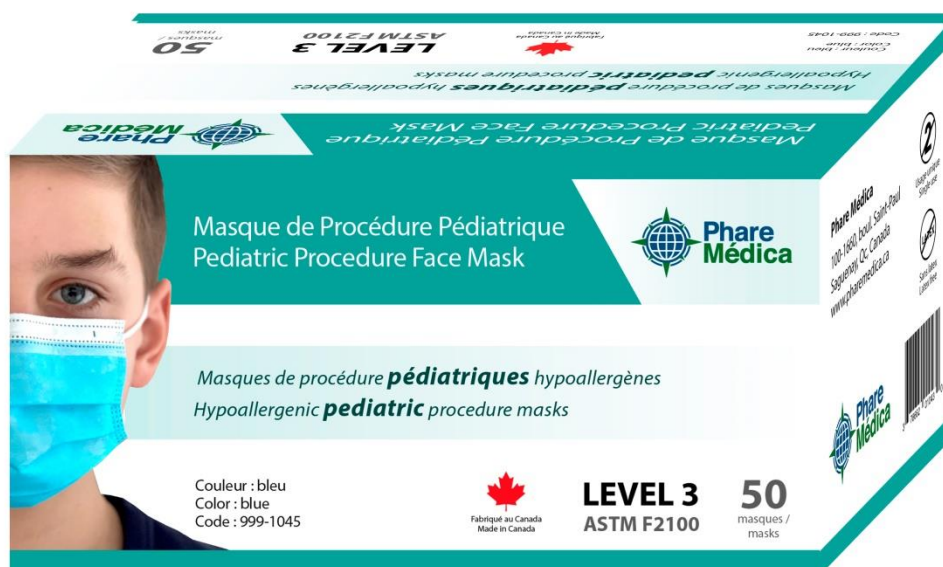 Masques de procédure pédiatriques hypoallergènes
Hypoallergenic pediatric procedure masks
Couleur : bleu
Color : blue
Code : 999-1045
Fabriqué au Canada
Made in Canada
LEVEL 3
ASTM F2100
50
masques /
masks
Masque de Procédure Pédiatrique
Pediatric Procedure Face Mask
Phare
Médica
Masque de Procédure Pédiatrique
Pediatric Procedure Face Mask
Phare
Médica
Masques de procédure pédiatriques hypoallergènes
Hypoallergenic pediatric procedure masks
Couleur : bleu
Color : blue
Code : 999-1045
Fabriqué au Canada
Made in Canada
LEVEL 3
ASTM F2100
50
masques /
masks
Phare Médica
100-1660, boul. Saint-Paul
Saguenay, QC, Canada
www.pharemedica.ca
2
Usage unique
Single use
Sans latex
Latex free
Phare
Médica